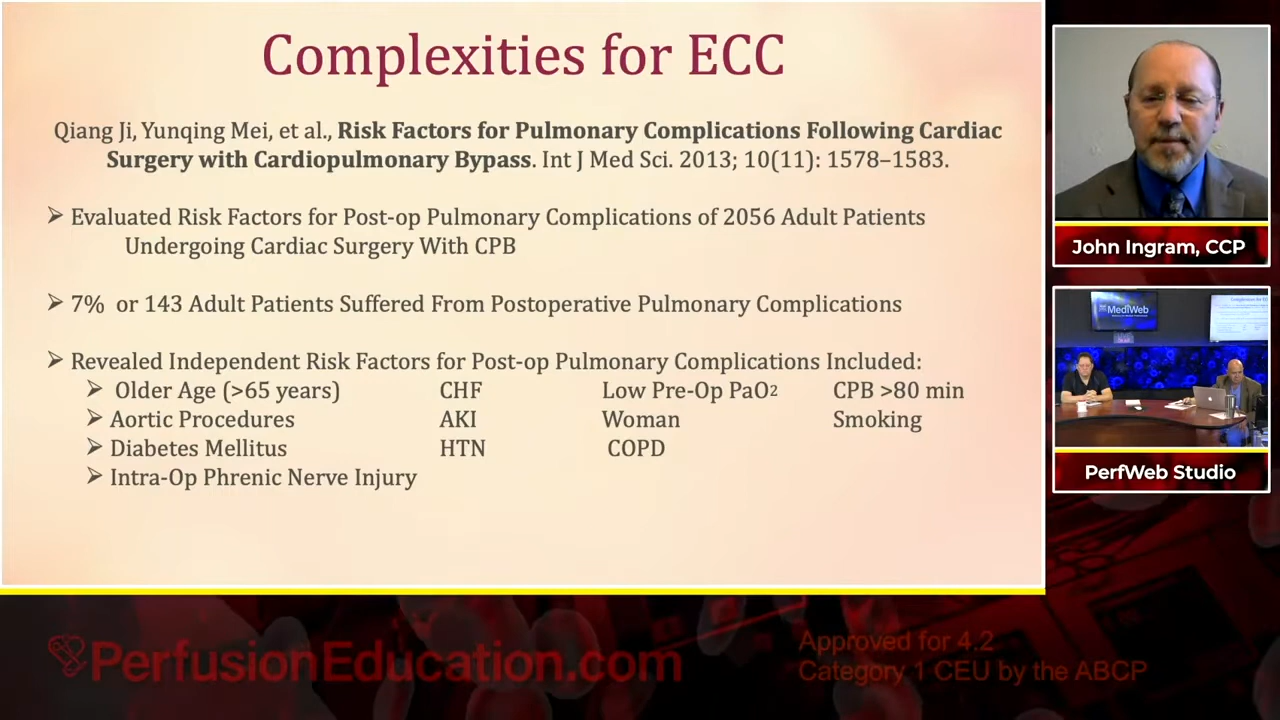 Complexities for ECC
Qiang Ji, Yunqing Mei, et al., Risk Factors for Pulmonary Complications Following Cardiac
Surgery with Cardiopulmonary Bypass. Int J Med Sci. 2013; 10(11): 1578–1583.
➢ Evaluated Risk Factors for Post-op Pulmonary Complications of 2056 Adult Patients
Undergoing Cardiac Surgery With CPB
➢ 7% or 143 Adult Patients Suffered From Postoperative Pulmonary Complications
➢ Revealed Independent Risk Factors for Post-op Pulmonary Complications Included:
➢ Older Age (>65 years) CHF Low Pre-Op PaO2 CPB >80 min
➢ Aortic Procedures AKI Woman Smoking
➢ Diabetes Mellitus HTN COPD
➢ Intra-Op Phrenic Nerve Injury
John Ingram, CCP
MediWeb
PerfWeb Studio
PerfusionEducation.com
Approved for 4.2
Category 1 CEU by the ABCP